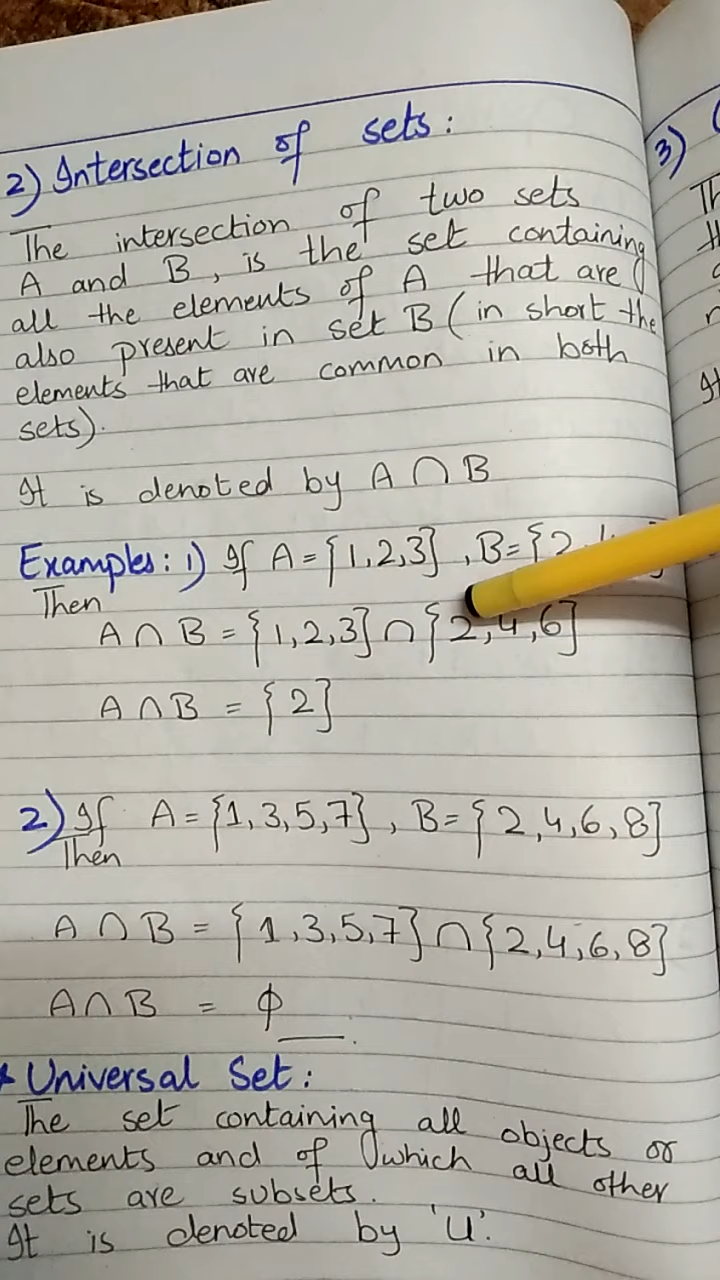 2) Intersection of sets:
The intersection of two sets
A and B, is the set containing
all the elements of A that are
also present in set B (in short the
elements that are common in both
sets).
It is denoted by A ∩ B
Examples: 1) If A = {1,2,3}, B = {2
Then
A ∩ B = {1,2,3} ∩ {2,4,6}
A ∩ B = {2}
2) If A = {1,3,5,7}, B = {2,4,6,8}
Then
A ∩ B = {1,3,5,7} ∩ {2,4,6,8}
A ∩ B = ϕ
Universal Set:
The set containing all objects or
elements and of which all other
sets are subsets.
It is denoted by 'U'.
3)